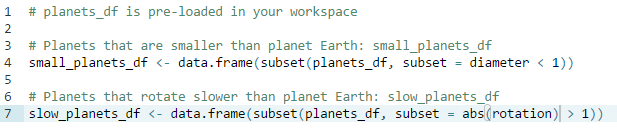 1 # planets_df is pre-loaded in your workspace
2
3 # Planets that are smaller than planet Earth: small_planets_df
4 small_planets_df <- data.frame(subset(planets_df, subset = diameter < 1))
5
6 # Planets that rotate slower than planet Earth: slow_planets_df
7 slow_planets_df <- data.frame(subset(planets_df, subset = abs(rotation) > 1))